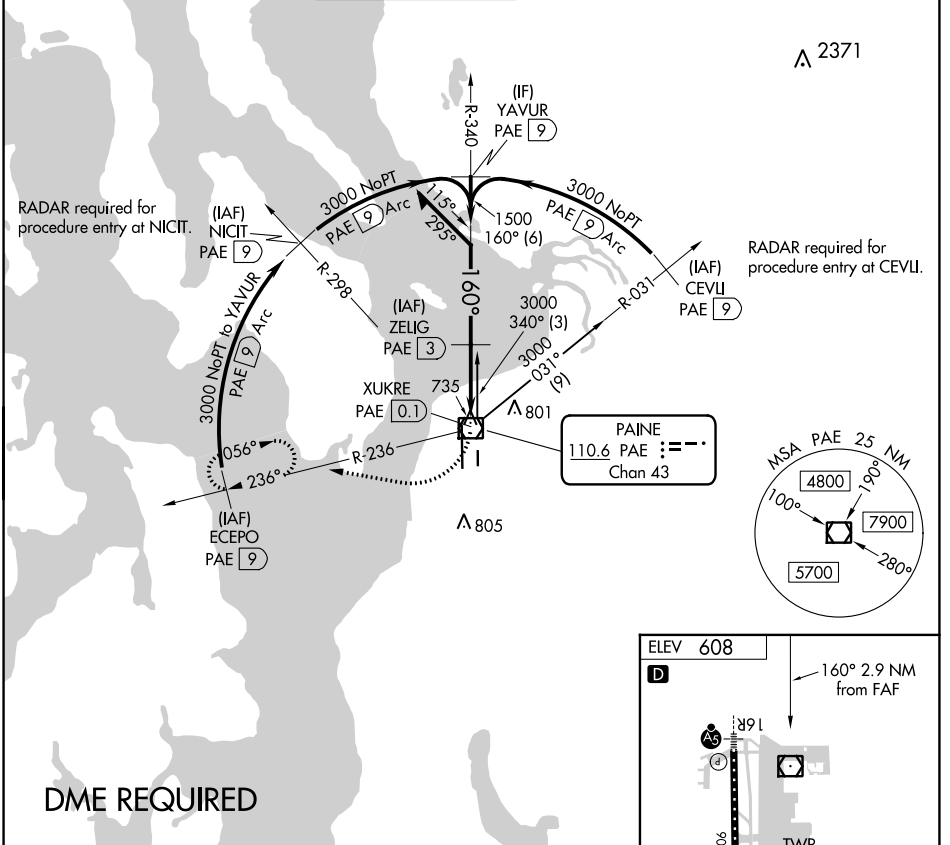 2371
(IF)
YAVUR
PAE 9
R-340
3000 NoPT
PAE 9 Arc
115°
295°
1500
160° (6)
3000 NoPT
PAE 9 Arc
RADAR required for
procedure entry at NICIT.
(IAF)
NICIT
PAE 9
R-298
RADAR required for
procedure entry at CEVLI.
(IAF)
CEVLI
PAE 9
R-031
160°
(IAF)
ZELIG
PAE 3
3000
340° (3)
3000
031°
(9)
3000 NoPT to YAVUR
PAE 9 Arc
XUKRE
PAE 0.1
735
801
PAINE
110.6 PAE
Chan 43
056°
236°
R-236
(IAF)
ECEPO
PAE 9
805
MSA PAE 25 NM
4800
190°
100°
7900
280°
5700
ELEV 608
D
160° 2.9 NM
from FAF
16R
A5
P
DME REQUIRED